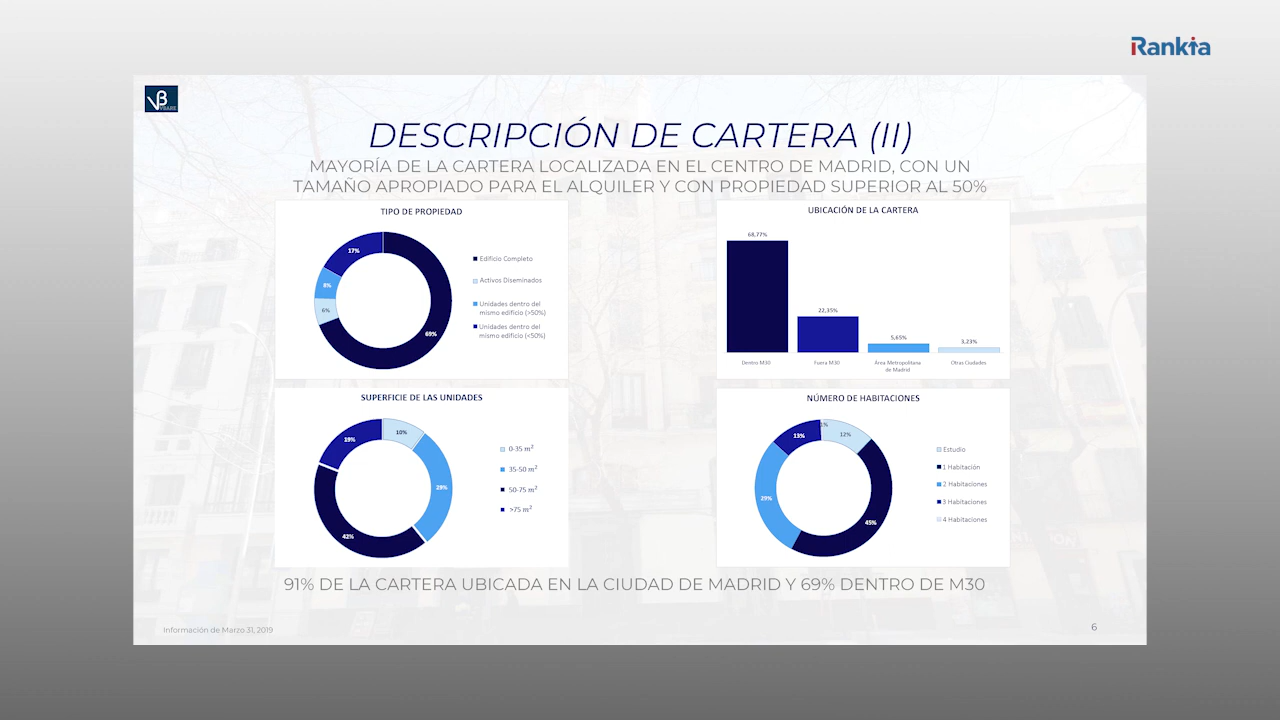 Rankia
VBARE
DESCRIPCIÓN DE CARTERA (II)
MAYORÍA DE LA CARTERA LOCALIZADA EN EL CENTRO DE MADRID, CON UN
TAMAÑO APROPIADO PARA EL ALQUILER Y CON PROPIEDAD SUPERIOR AL 50%
TIPO DE PROPIEDAD
17%
8%
6%
69%
Edificio Completo
Activos Diseminados
Unidades dentro del
mismo edificio (>50%)
Unidades dentro del
mismo edificio (<50%)
UBICACIÓN DE LA CARTERA
68,77%
22,35%
5,65%
3,23%
Dentro M30
Fuera M30
Área Metropolitana
de Madrid
Otras Ciudades
SUPERFICIE DE LAS UNIDADES
19%
10%
29%
42%
0-35 m²
35-50 m²
50-75 m²
>75 m²
NÚMERO DE HABITACIONES
1%
13%
12%
29%
45%
Estudio
1 Habitación
2 Habitaciones
3 Habitaciones
4 Habitaciones
91% DE LA CARTERA UBICADA EN LA CIUDAD DE MADRID Y 69% DENTRO DE M30
Información de Marzo 31, 2019
6